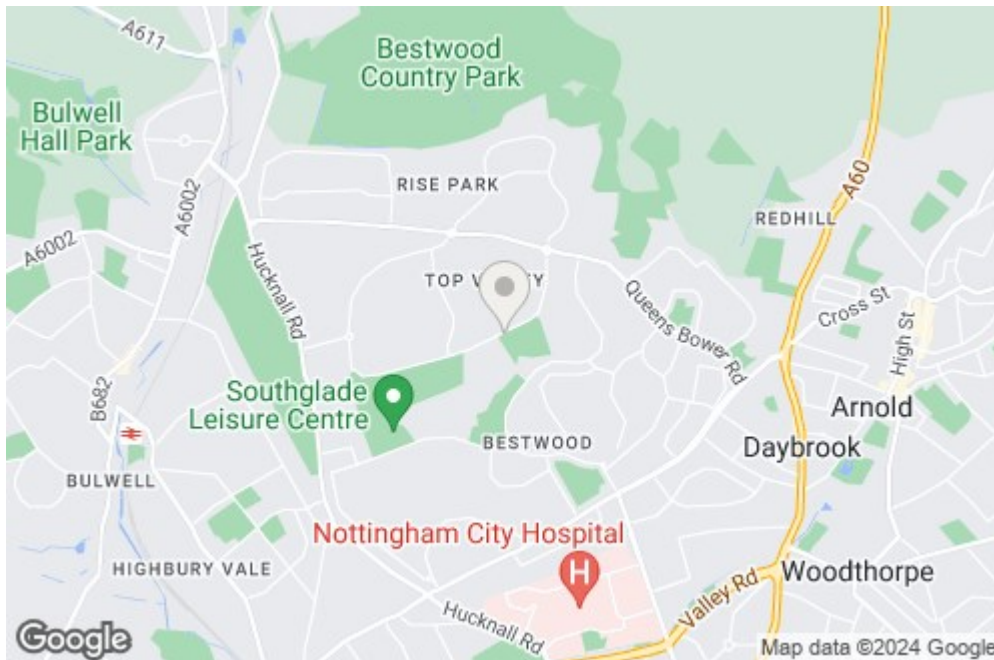 A611
Bestwood
Country Park
Bulwell
Hall Park
RISE PARK
A60
A6002
REDHILL
A6002
Hucknall Rd
TOP V
Y
Queens Bower Rd
Cross St
High St
B682
Southglade
Leisure Centre
Arnold
BESTWOOD
Daybrook
BULWELL
Nottingham City Hospital
H
HIGHBURY VALE
Woodthorpe
Valley Rd
Hucknall Rd
Google
Map data ©2024 Google